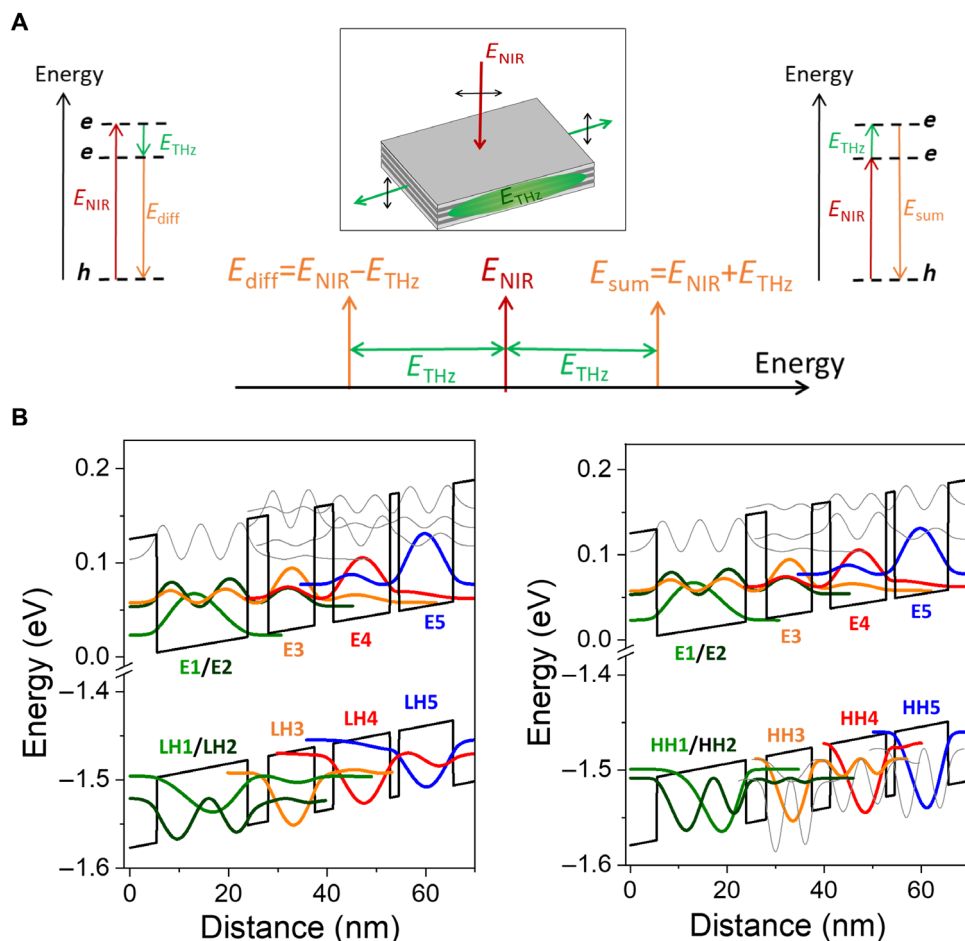 A
Energy
e
e
h
E_THz
E_NIR
E_diff
E_NIR
E_THz
Energy
e
e
h
E_THz
E_NIR
E_sum
E_diff=E_NIR−E_THz
E_NIR
E_sum=E_NIR+E_THz
E_THz
E_THz
Energy
B
Energy (eV)
0.2
0.1
0.0
−1.4
−1.5
−1.6
E1/E2
E3
E4
E5
LH1/LH2
LH3
LH4
LH5
0
20
40
60
Distance (nm)
Energy (eV)
0.2
0.1
0.0
−1.4
−1.5
−1.6
E1/E2
E3
E4
E5
HH1/HH2
HH3
HH4
HH5
0
20
40
60
Distance (nm)